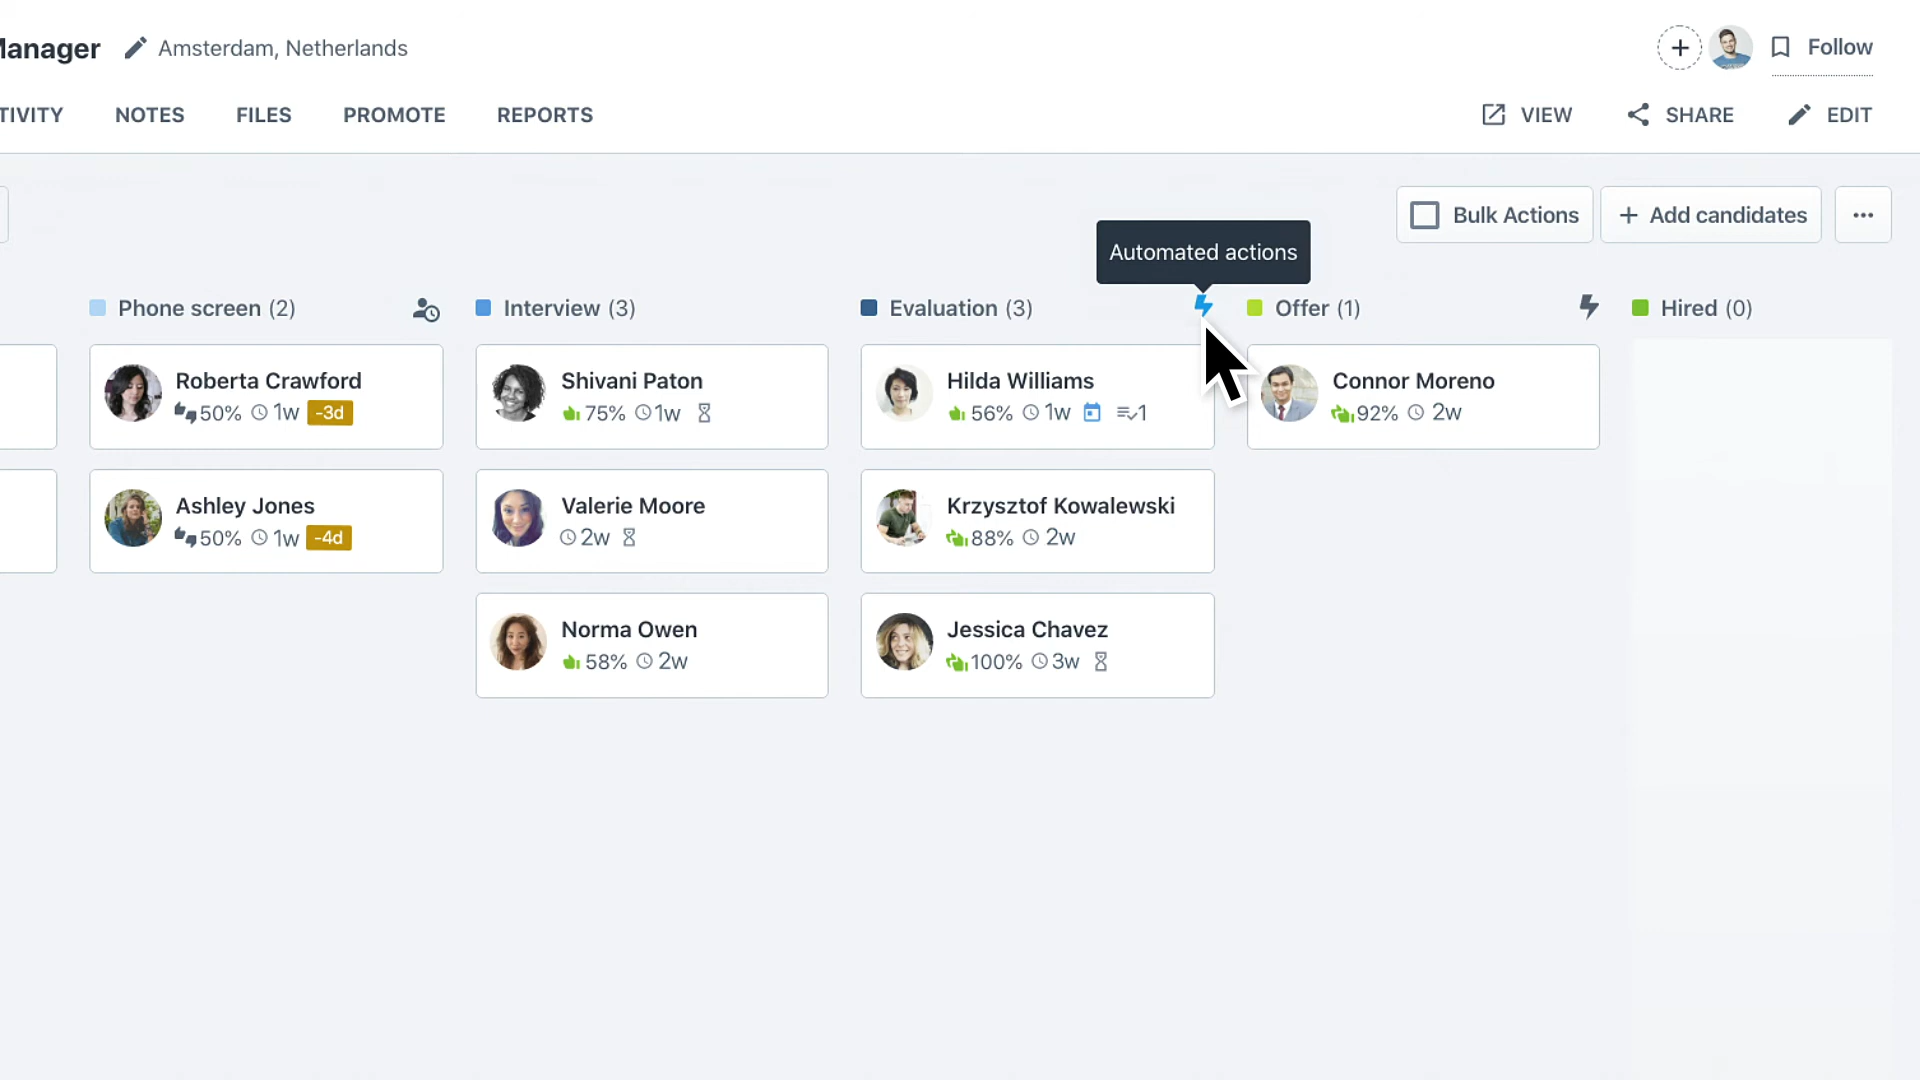 Manager
Amsterdam, Netherlands
Follow
TIVITY
NOTES
FILES
PROMOTE
REPORTS
VIEW
SHARE
EDIT
Bulk Actions
+ Add candidates
Automated actions
Phone screen (2)
Interview (3)
Evaluation (3)
Offer (1)
Hired (0)
Roberta Crawford
50% 1w -3d
Ashley Jones
50% 1w -4d
Shivani Paton
75% 1w
Valerie Moore
2w
Norma Owen
58% 2w
Hilda Williams
56% 1w 1
Krzysztof Kowalewski
88% 2w
Jessica Chavez
100% 3w
Connor Moreno
92% 2w